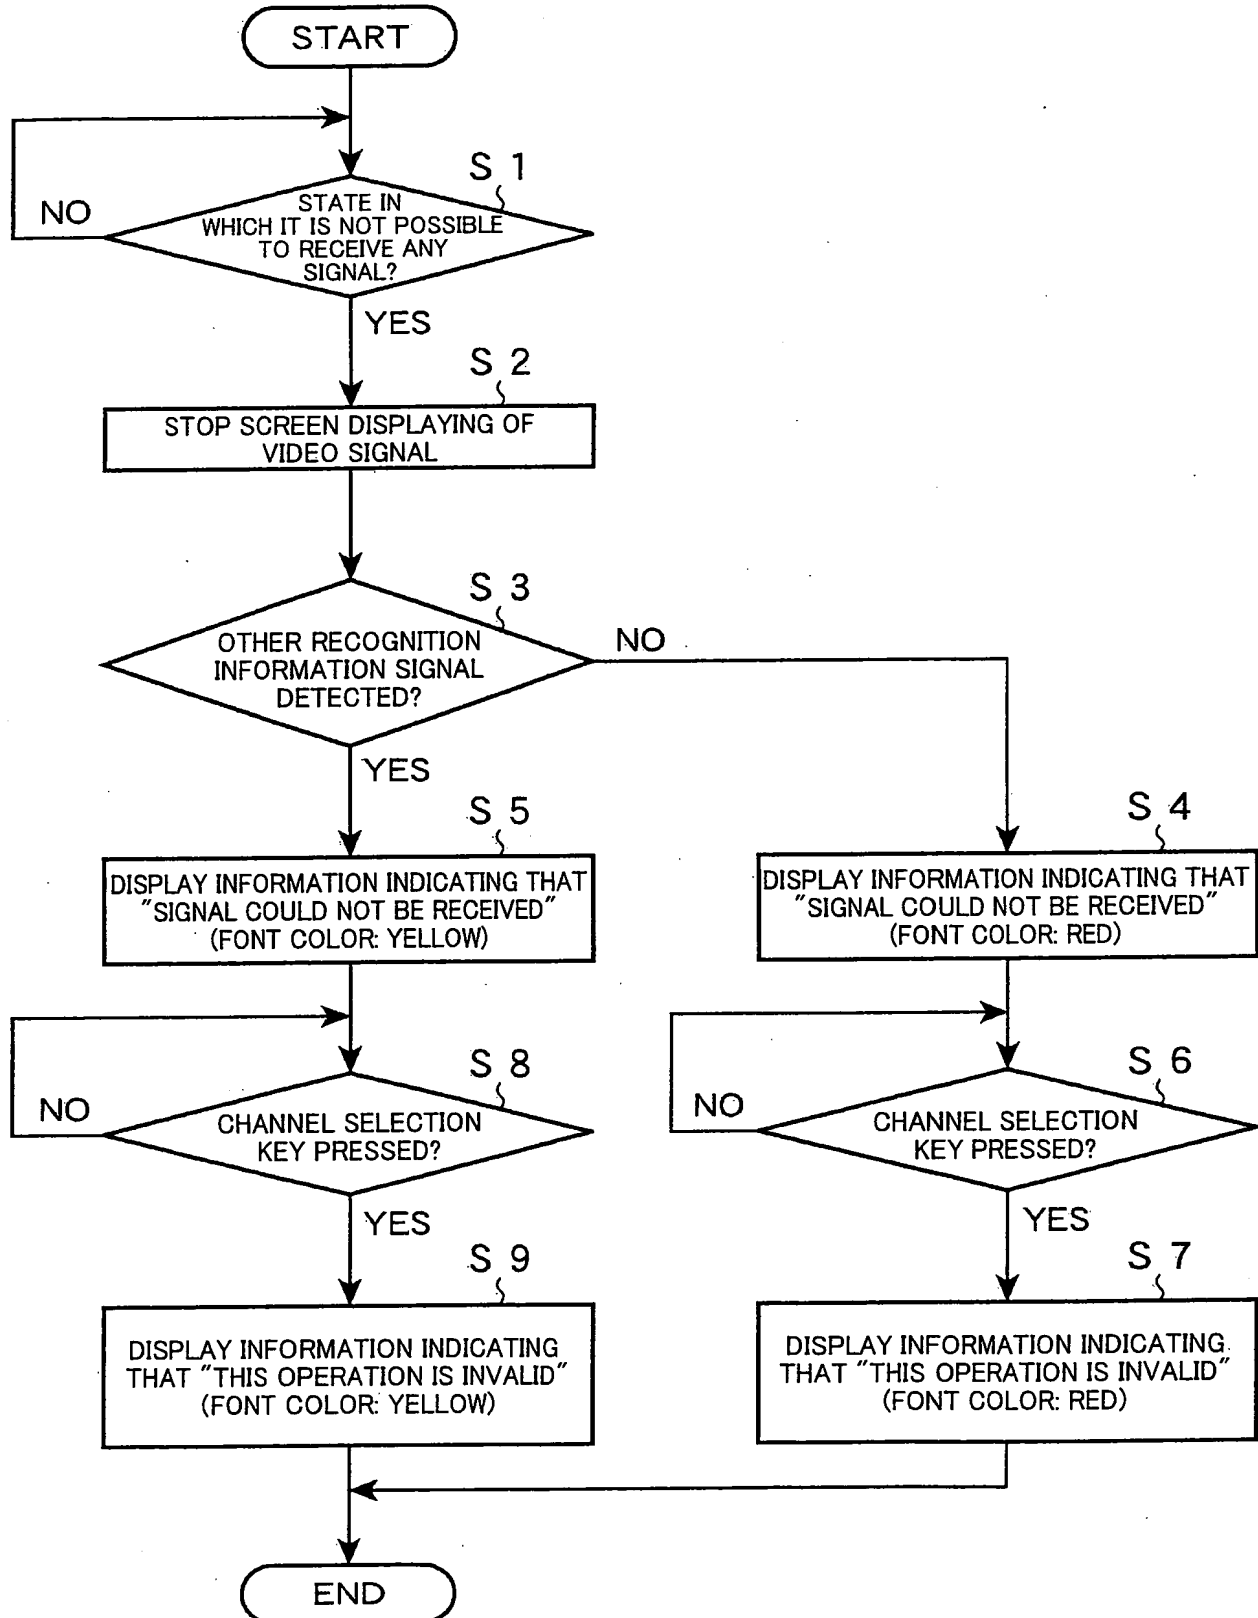 START
S 1
STATE IN
WHICH IT IS NOT POSSIBLE
TO RECEIVE ANY
SIGNAL?
NO
YES
S 2
STOP SCREEN DISPLAYING OF
VIDEO SIGNAL
S 3
OTHER RECOGNITION
INFORMATION SIGNAL
DETECTED?
NO
YES
S 5
DISPLAY INFORMATION INDICATING THAT
"SIGNAL COULD NOT BE RECEIVED"
(FONT COLOR: YELLOW)
S 4
DISPLAY INFORMATION INDICATING THAT
"SIGNAL COULD NOT BE RECEIVED"
(FONT COLOR: RED)
S 8
CHANNEL SELECTION
KEY PRESSED?
NO
YES
S 6
CHANNEL SELECTION
KEY PRESSED?
NO
YES
S 9
DISPLAY INFORMATION INDICATING
THAT "THIS OPERATION IS INVALID"
(FONT COLOR: YELLOW)
S 7
DISPLAY INFORMATION INDICATING
THAT "THIS OPERATION IS INVALID"
(FONT COLOR: RED)
END